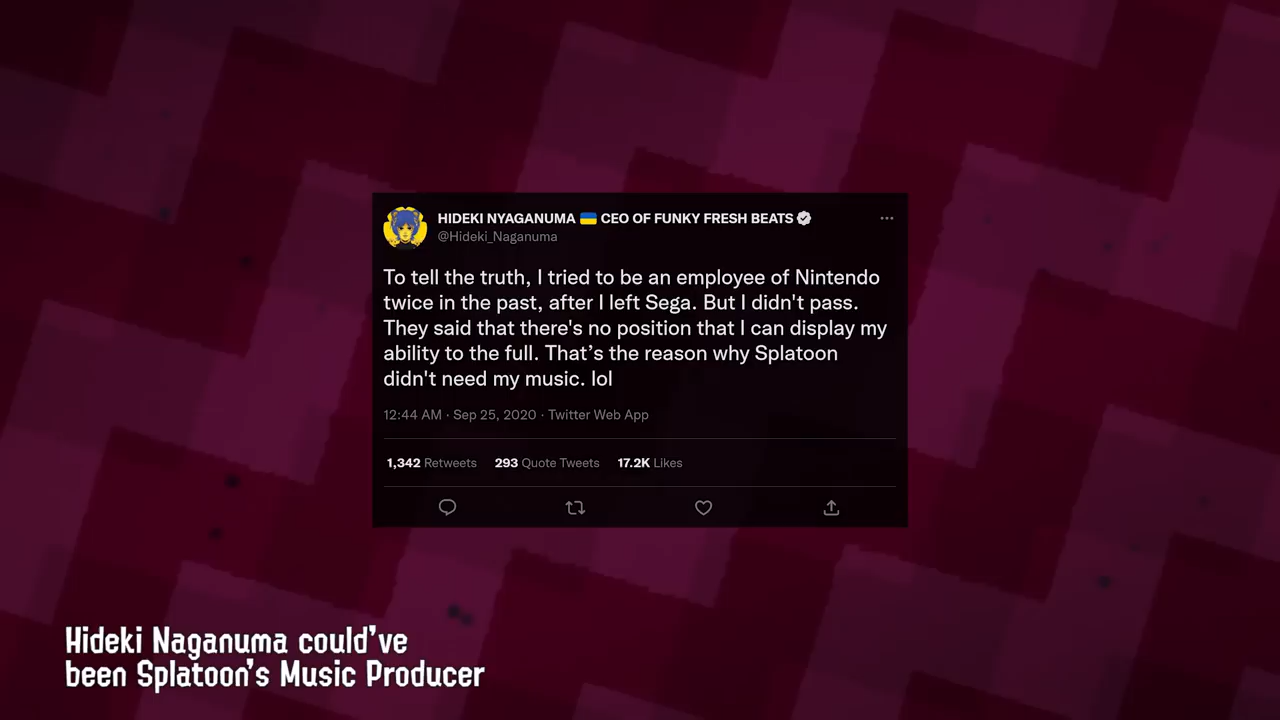 HIDEKI NYAGANUMA 🇺🇦 CEO OF FUNKY FRESH BEATS
@Hideki_Naganuma
To tell the truth, I tried to be an employee of Nintendo
twice in the past, after I left Sega. But I didn't pass.
They said that there's no position that I can display my
ability to the full. That’s the reason why Splatoon
didn't need my music. lol
12:44 AM · Sep 25, 2020 · Twitter Web App
1,342 Retweets 293 Quote Tweets 17.2K Likes
Hideki Naganuma could’ve
been Splatoon’s Music Producer